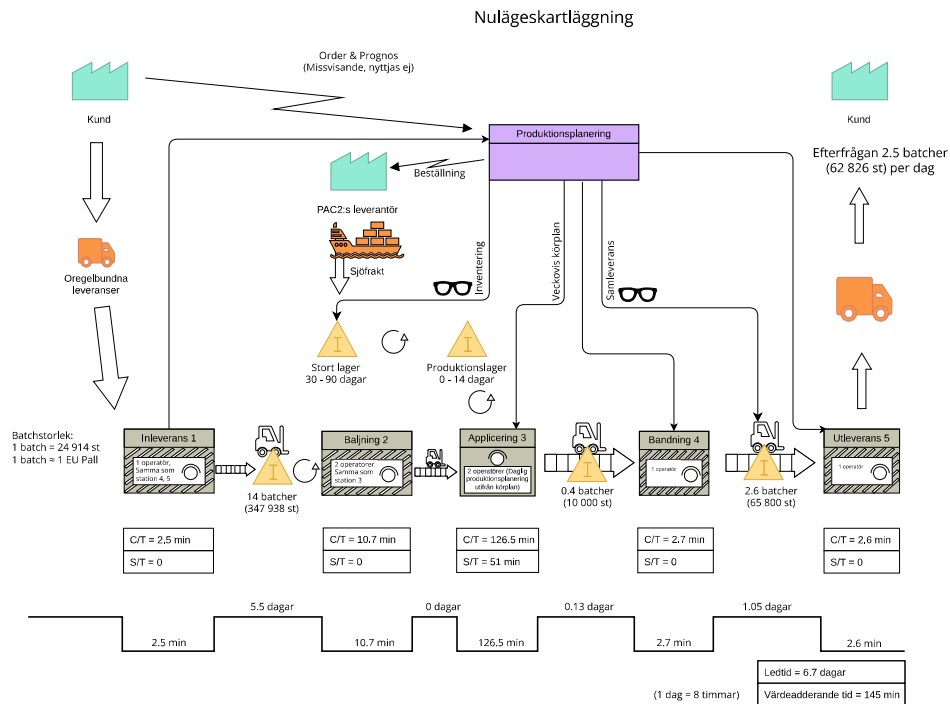 Nulägeskartläggning
Order & Prognos
(Missvisande, nyttjas ej)
Kund
Kund
Produktionsplanering
Efterfrågan 2.5 batcher
(62 826 st) per dag
Beställning
PAC2:s leverantör
Sjöfrakt
Oregelbundna
leveranser
Inventering
Veckovis körplan
Samleverans
I
Stort lager
30 - 90 dagar
I
Produktionslager
0 - 14 dagar
Batchstorlek:
1 batch = 24 914 st
1 batch ≈ 1 EU Pall
Inleverans 1
1 operatör,
Samma som
station 4, 5
I
14 batcher
(347 938 st)
Baljning 2
2 operatörer
Samma som
station 3
Applicering 3
2 operatörer (Daglig
produktionsplanering
utifrån körplan)
I
0.4 batcher
(10 000 st)
Bandning 4
1 operatör
I
2.6 batcher
(65 800 st)
Utleverans 5
1 operatör
C/T = 2,5 min
S/T = 0
C/T = 10.7 min
S/T = 0
C/T = 126.5 min
S/T = 51 min
C/T = 2.7 min
S/T = 0
C/T = 2,6 min
S/T = 0
5.5 dagar
0 dagar
0.13 dagar
1.05 dagar
2.5 min
10.7 min
126,5 min
2.7 min
2.6 min
(1 dag = 8 timmar)
Ledtid = 6.7 dagar
Värdeadderande tid = 145 min